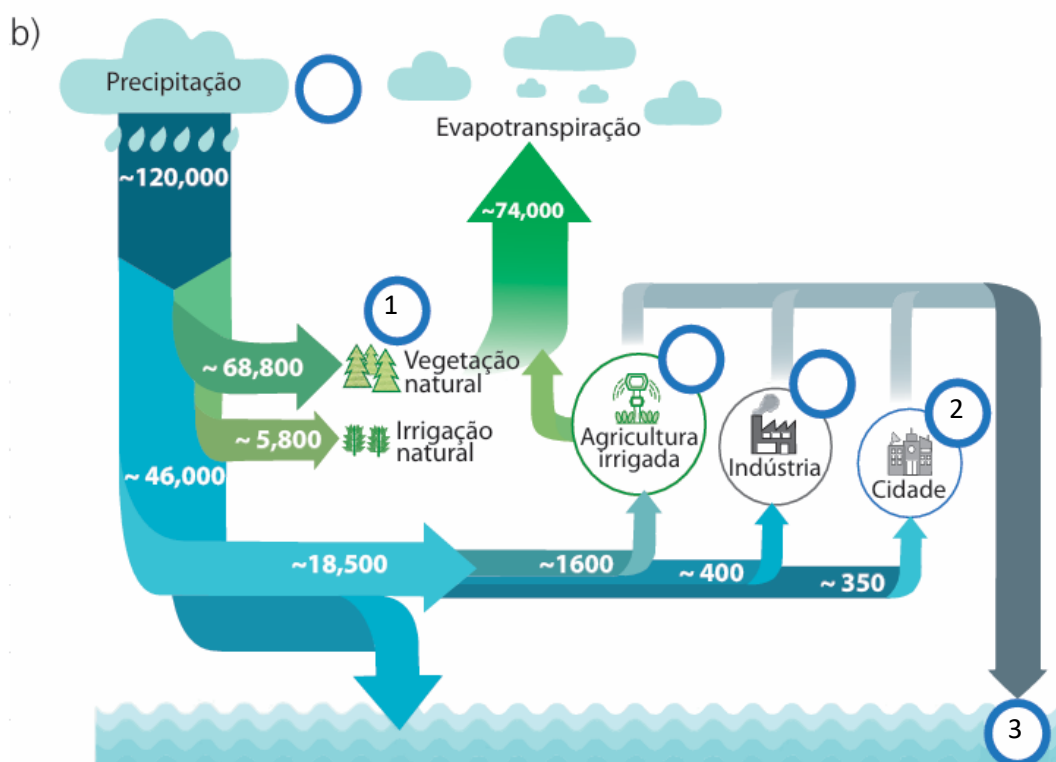 b)
Precipitação
Evapotranspiração
~120,000
~74,000
1
~ 68,800
Vegetação
natural
2
~ 5,800
Irrigação
natural
Agricultura
irrigada
Indústria
Cidade
~ 46,000
~18,500
~1600
~ 400
~ 350
3